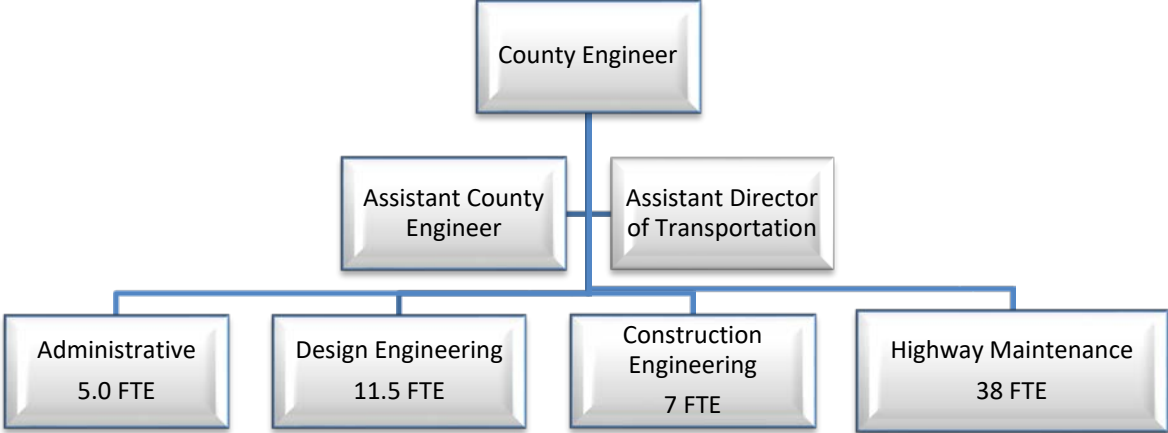 County Engineer
Assistant County
Engineer
Assistant Director
of Transportation
Administrative
5.0 FTE
Design Engineering
11.5 FTE
Construction
Engineering
7 FTE
Highway Maintenance
38 FTE